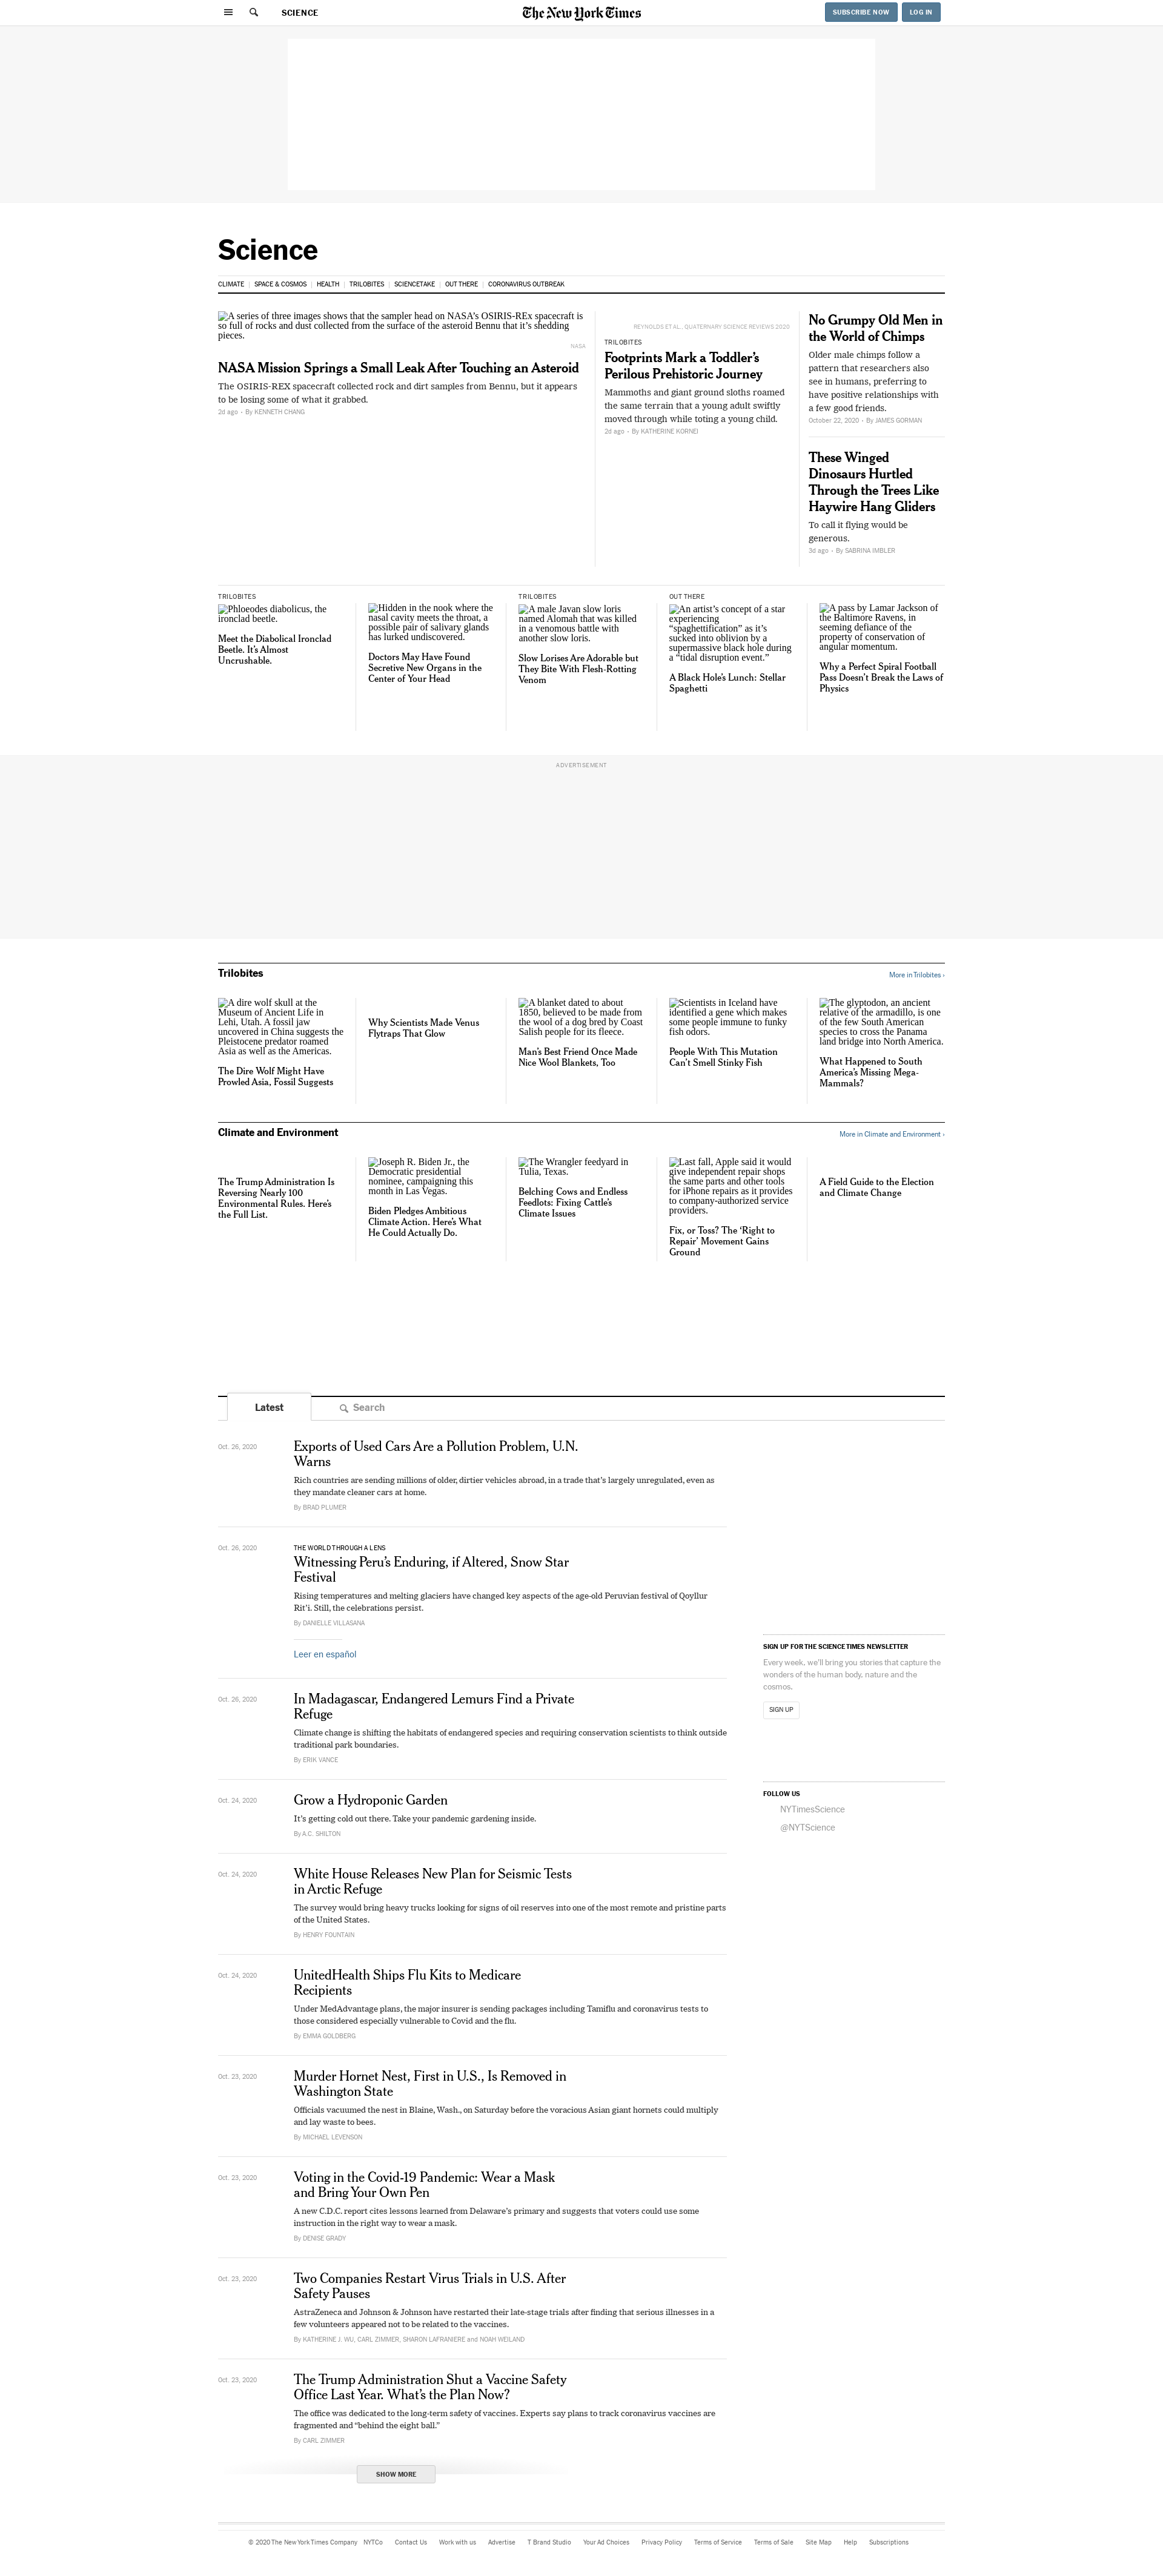 SCIENCE
The New York Times
SUBSCRIBE NOW
LOG IN
Science
CLIMATE
SPACE & COSMOS
HEALTH
TRILOBITES
SCIENCETAKE
OUT THERE
CORONAVIRUS OUTBREAK
A series of three images shows that the sampler head on NASA's OSIRIS-REx spacecraft is
so full of rocks and dust collected from the surface of the asteroid Bennu that it's shedding
pieces.
NASA
NASA Mission Springs a Small Leak After Touching an Asteroid
The OSIRIS-REX spacecraft collected rock and dirt samples from Bennu, but it appears
to be losing some of what it grabbed.
2d ago - By KENNETH CHANG
REYNOLDS ET AL., QUATERNARY SCIENCE REVIEWS 2020
TRILOBITES
Footprints Mark a Toddler's
Perilous Prehistoric Journey
Mammoths and giant ground sloths roamed
the same terrain that a young adult swiftly
moved through while toting a young child.
2d ago - By KATHERINE KORNEI
No Grumpy Old Men in
the World of Chimps
Older male chimps follow a
pattern that researchers also
see in humans, preferring to
have positive relationships with
a few good friends.
October 22, 2020 - By JAMES GORMAN
These Winged
Dinosaurs Hurtled
Through the Trees Like
Haywire Hang Gliders
To call it flying would be
generous.
3d ago - By SABRINA IMBLER
TRILOBITES
Phloeodes diabolicus, the
ironclad beetle.
Meet the Diabolical Ironclad
Beetle. It's Almost
Uncrushable.
Hidden in the nook where the
nasal cavity meets the throat, a
possible pair of salivary glands
has lurked undiscovered.
Doctors May Have Found
Secretive New Organs in the
Center of Your Head
TRILOBITES
A male Javan slow loris
named Alomah that was killed
in a venomous battle with
another slow loris.
Slow Lorises Are Adorable but
They Bite With Flesh-Rotting
Venom
OUT THERE
An artist's concept of a star
experiencing
"spaghettification" as it's
sucked into oblivion by a
supermassive black hole during
a "tidal disruption event."
A Black Hole's Lunch: Stellar
Spaghetti
A pass by Lamar Jackson of
the Baltimore Ravens, in
seeming defiance of the
property of conservation of
angular momentum.
Why a Perfect Spiral Football
Pass Doesn't Break the Laws of
Physics
ADVERTISEMENT
Trilobites
More in Trilobites ›
A dire wolf skull at the
Museum of Ancient Life in
Lehi, Utah. A fossil jaw
uncovered in China suggests the
Pleistocene predator roamed
Asia as well as the Americas.
The Dire Wolf Might Have
Prowled Asia, Fossil Suggests
Why Scientists Made Venus
Flytraps That Glow
A blanket dated to about
1850, believed to be made from
the wool of a dog bred by Coast
Salish people for its fleece.
Man's Best Friend Once Made
Nice Wool Blankets, Too
Scientists in Iceland have
identified a gene which makes
some people immune to funky
fish odors.
People With This Mutation
Can't Smell Stinky Fish
The glyptodon, an ancient
relative of the armadillo, is one
of the few South American
species to cross the Panama
land bridge into North America.
What Happened to South
America's Missing Mega-
Mammals?
Climate and Environment
More in Climate and Environment ›
The Trump Administration Is
Reversing Nearly 100
Environmental Rules. Here's
the Full List.
Joseph R. Biden Jr., the
Democratic presidential
nominee, campaigning this
month in Las Vegas.
Biden Pledges Ambitious
Climate Action. Here's What
He Could Actually Do.
The Wrangler feedyard in
Tulia, Texas.
Belching Cows and Endless
Feedlots: Fixing Cattle's
Climate Issues
Last fall, Apple said it would
give independent repair shops
the same parts and other tools
for iPhone repairs as it provides
to company-authorized service
providers.
Fix, or Toss? The 'Right to
Repair' Movement Gains
Ground
A Field Guide to the Election
and Climate Change
Latest
Search
Oct. 26, 2020
Exports of Used Cars Are a Pollution Problem, U.N.
Warns
Rich countries are sending millions of older, dirtier vehicles abroad, in a trade that's largely unregulated, even as
they mandate cleaner cars at home.
By BRAD PLUMER
Oct. 26, 2020
THE WORLD THROUGH A LENS
Witnessing Peru's Enduring, if Altered, Snow Star
Festival
Rising temperatures and melting glaciers have changed key aspects of the age-old Peruvian festival of Qoyllur
Rit'i. Still, the celebrations persist.
By DANIELLE VILLASANA
Leer en español
Oct. 26, 2020
In Madagascar, Endangered Lemurs Find a Private
Refuge
Climate change is shifting the habitats of endangered species and requiring conservation scientists to think outside
traditional park boundaries.
By ERIK VANCE
Oct. 24, 2020
Grow a Hydroponic Garden
It's getting cold out there. Take your pandemic gardening inside.
By A.C. SHILTON
Oct. 24, 2020
White House Releases New Plan for Seismic Tests
in Arctic Refuge
The survey would bring heavy trucks looking for signs of oil reserves into one of the most remote and pristine parts
of the United States.
By HENRY FOUNTAIN
Oct. 24, 2020
UnitedHealth Ships Flu Kits to Medicare
Recipients
Under MedAdvantage plans, the major insurer is sending packages including Tamiflu and coronavirus tests to
those considered especially vulnerable to Covid and the flu.
By EMMA GOLDBERG
Oct. 23, 2020
Murder Hornet Nest, First in U.S., Is Removed in
Washington State
Officials vacuumed the nest in Blaine, Wash., on Saturday before the voracious Asian giant hornets could multiply
and lay waste to bees.
By MICHAEL LEVENSON
Oct. 23, 2020
Voting in the Covid-19 Pandemic: Wear a Mask
and Bring Your Own Pen
A new C.D.C. report cites lessons learned from Delaware's primary and suggests that voters could use some
instruction in the right way to wear a mask.
By DENISE GRADY
Oct. 23, 2020
Two Companies Restart Virus Trials in U.S. After
Safety Pauses
AstraZeneca and Johnson & Johnson have restarted their late-stage trials after finding that serious illnesses in a
few volunteers appeared not to be related to the vaccines.
By KATHERINE J. WU, CARL ZIMMER, SHARON LAFRANIERE and NOAH WEILAND
Oct. 23, 2020
The Trump Administration Shut a Vaccine Safety
Office Last Year. What's the Plan Now?
The office was dedicated to the long-term safety of vaccines. Experts say plans to track coronavirus vaccines are
fragmented and "behind the eight ball."
By CARL ZIMMER
SHOW MORE
SIGN UP FOR THE SCIENCE TIMES NEWSLETTER
Every week, we'll bring you stories that capture the
wonders of the human body, nature and the
cosmos.
SIGN UP
FOLLOW US
NYTimesScience
@NYTScience
© 2020 The New York Times Company
NYTCo
Contact Us
Work with us
Advertise
T Brand Studio
Your Ad Choices
Privacy Policy
Terms of Service
Terms of Sale
Site Map
Help
Subscriptions